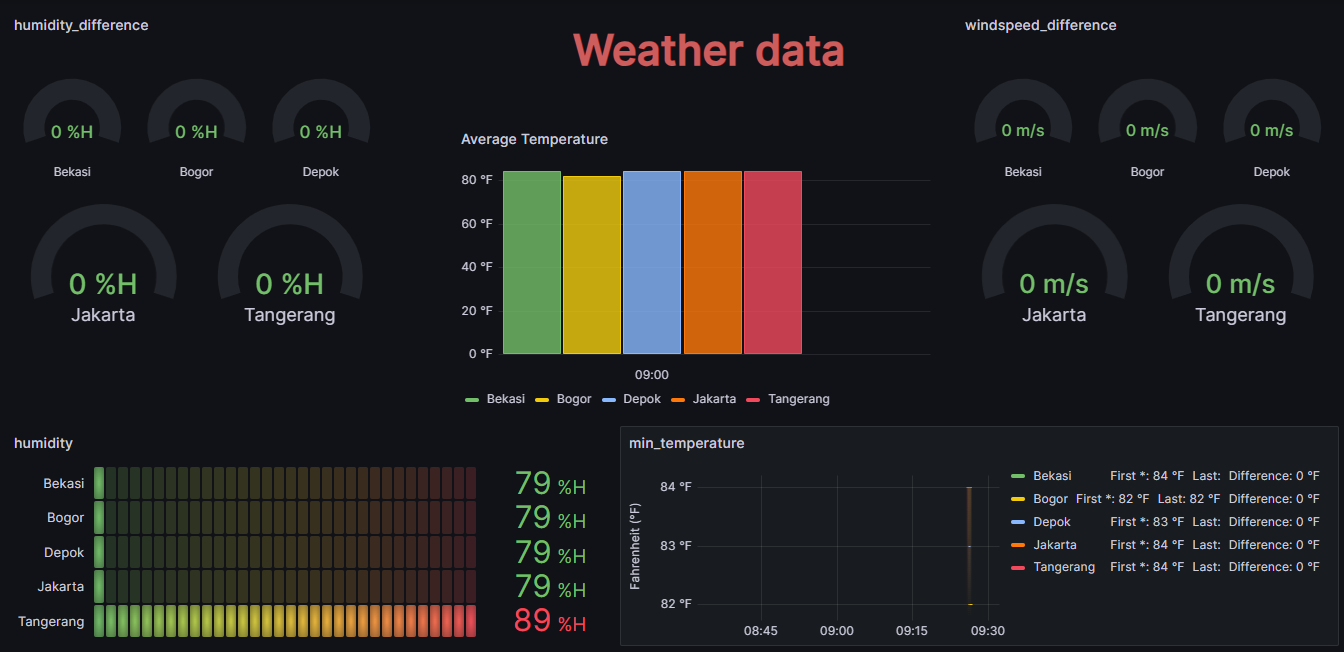 humidity_difference
0 %H
Bekasi
0 %H
Bogor
0 %H
Depok
0 %H
Jakarta
0 %H
Tangerang
Weather data
Average Temperature
80 °F
60 °F
40 °F
20 °F
0 °F
09:00
Bekasi Bogor Depok Jakarta Tangerang
windspeed_difference
0 m/s
Bekasi
0 m/s
Bogor
0 m/s
Depok
0 m/s
Jakarta
0 m/s
Tangerang
humidity
Bekasi 79 %H
Bogor 79 %H
Depok 79 %H
Jakarta 79 %H
Tangerang 89 %H
min_temperature
Fahrenheit (°F)
84 °F
83 °F
82 °F
08:45 09:00 09:15 09:30
Bekasi First *: 84 °F Last: Difference: 0 °F
Bogor First *: 82 °F Last: 82 °F Difference: 0 °F
Depok First *: 83 °F Last: Difference: 0 °F
Jakarta First *: 84 °F Last: Difference: 0 °F
Tangerang First *: 84 °F Last: Difference: 0 °F